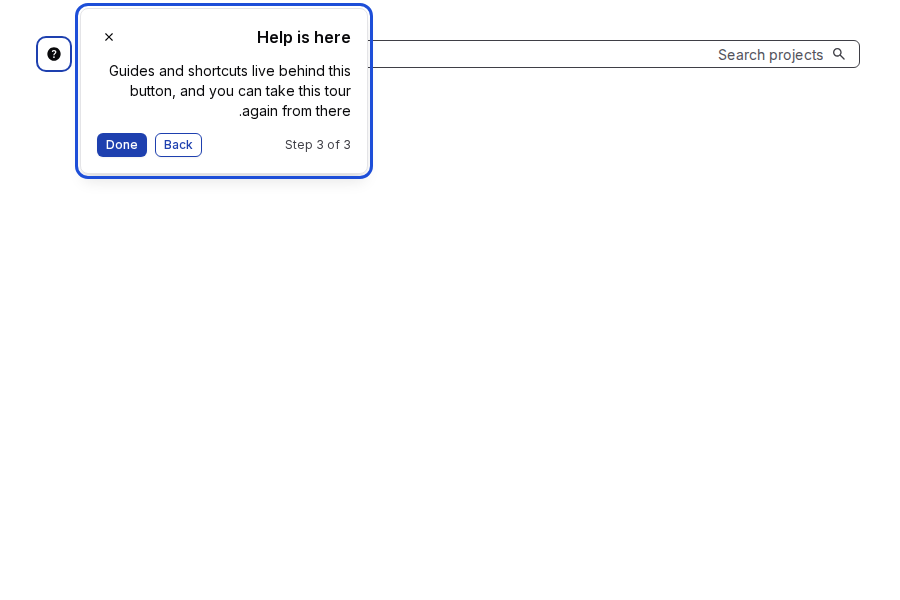 Help is here
Guides and shortcuts live behind this
button, and you can take this tour
again from there.
Step 3 of 3
Back
Done
Search projects